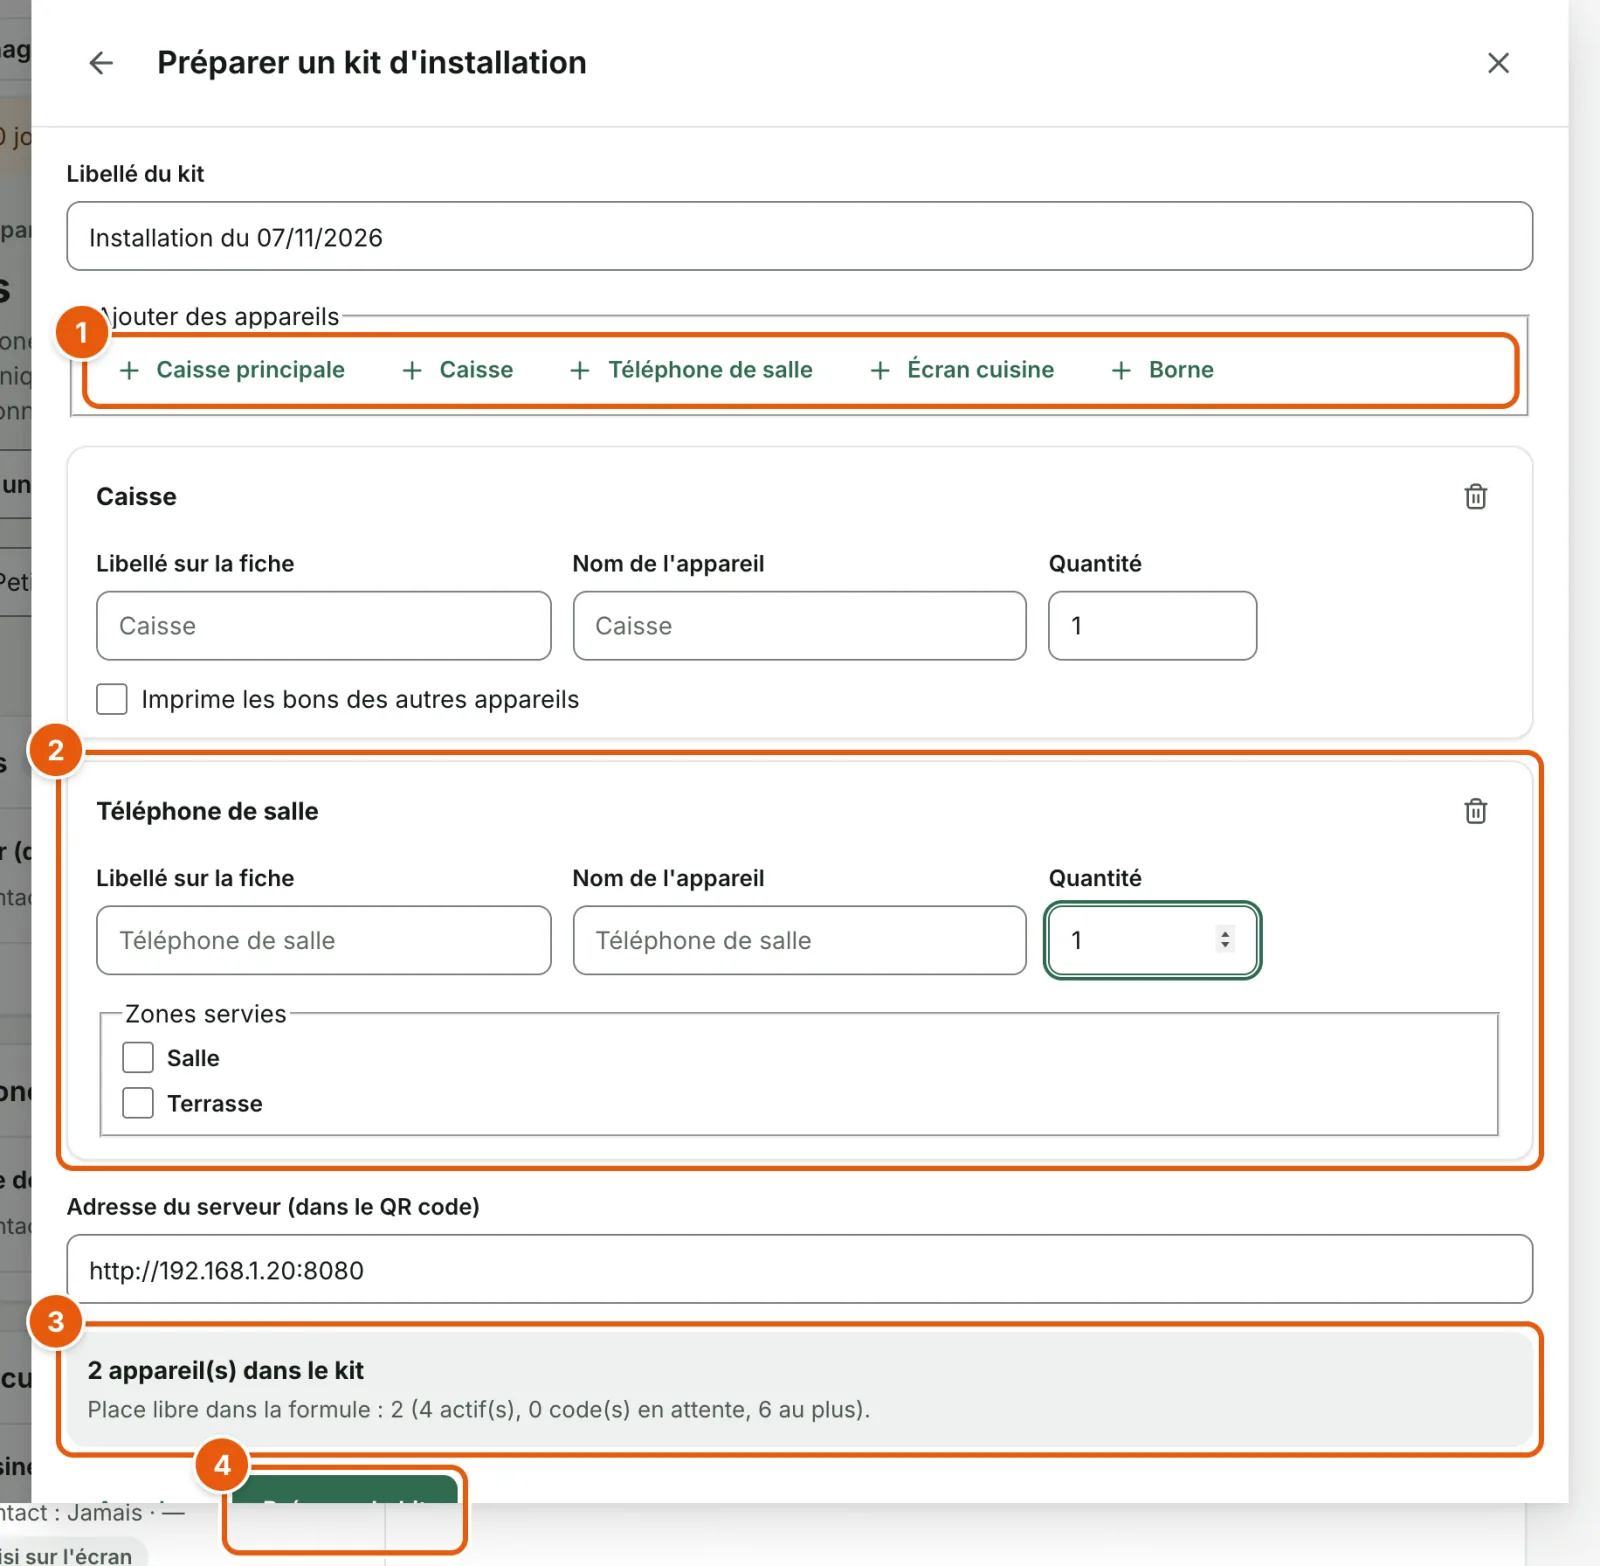 Préparer un kit d'installation
Libellé du kit
Installation du 07/11/2026
Ajouter des appareils
1
+ Caisse principale + Caisse + Téléphone de salle + Écran cuisine + Borne
Caisse
Libellé sur la fiche Nom de l'appareil Quantité
Caisse Caisse 1
Imprime les bons des autres appareils
2
Téléphone de salle
Libellé sur la fiche Nom de l'appareil Quantité
Téléphone de salle Téléphone de salle 1
Zones servies
Salle
Terrasse
Adresse du serveur (dans le QR code)
http://192.168.1.20:8080
3
2 appareil(s) dans le kit
Place libre dans la formule : 2 (4 actif(s), 0 code(s) en attente, 6 au plus).
4
ntact : Jamais · —
isi sur l'écran